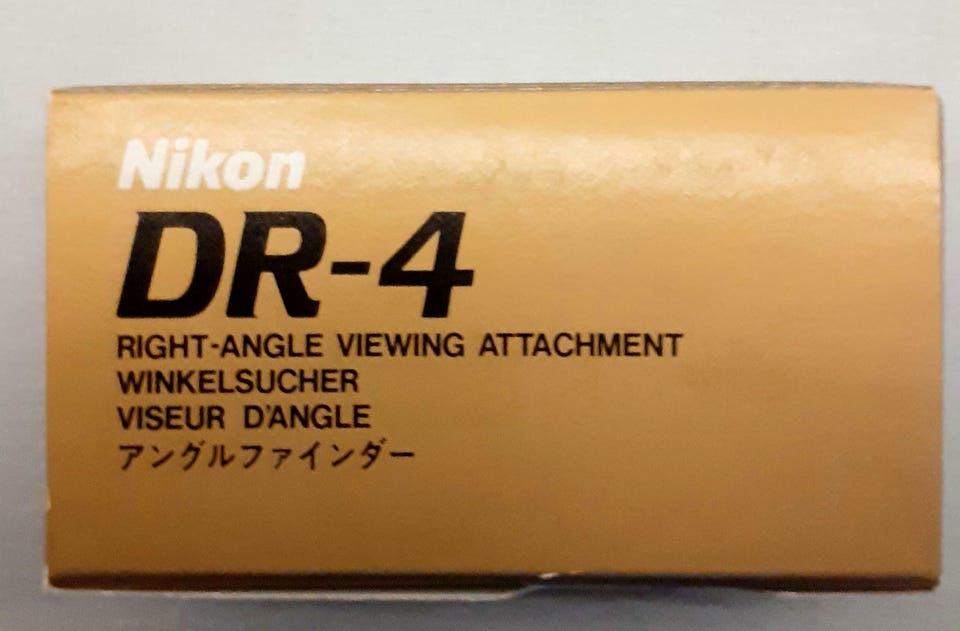 Nikon
DR-4
RIGHT-ANGLE VIEWING ATTACHMENT
WINKELSUCHER
VISEUR D'ANGLE
アングルファインダー